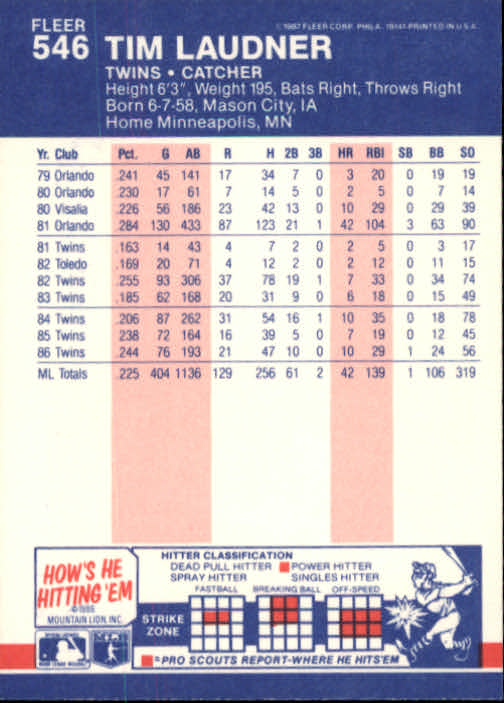 FLEER
546 TIM LAUDNER
©1987 FLEER CORP. PHILA. 19141-PRINTED IN U.S.A.
TWINS • CATCHER
Height 6'3", Weight 195, Bats Right, Throws Right
Born 6-7-58, Mason City, IA
Home Minneapolis, MN
Yr. Club Pct. G AB R H 2B 3B HR RBI SB BB SO
79 Orlando .241 45 141 17 34 7 0 3 20 0 19 19
80 Orlando .230 17 61 7 14 5 0 2 5 0 7 14
80 Visalia .226 56 186 23 42 13 0 10 29 0 29 39
81 Orlando .284 130 433 87 123 21 1 42 104 3 63 90
81 Twins .163 14 43 4 7 2 0 2 5 0 3 17
82 Toledo .169 20 71 4 12 2 0 2 12 0 11 15
82 Twins .255 93 306 37 78 19 1 7 33 0 34 74
83 Twins .185 62 168 20 31 9 0 6 18 0 15 49
84 Twins .206 87 262 31 54 16 1 10 35 0 18 78
85 Twins .238 72 164 16 39 5 0 7 19 0 12 45
86 Twins .244 76 193 21 47 10 0 10 29 1 24 56
ML Totals .225 404 1136 129 256 61 2 42 139 1 106 319
HOW'S HE
HITTING 'EM
©1986
MOUNTAIN LION, INC.
HITTER CLASSIFICATION
DEAD PULL HITTER POWER HITTER
SPRAY HITTER SINGLES HITTER
FASTBALL BREAKING BALL OFF-SPEED
STRIKE
ZONE
=PRO SCOUTS REPORT-WHERE HE HITS'EM